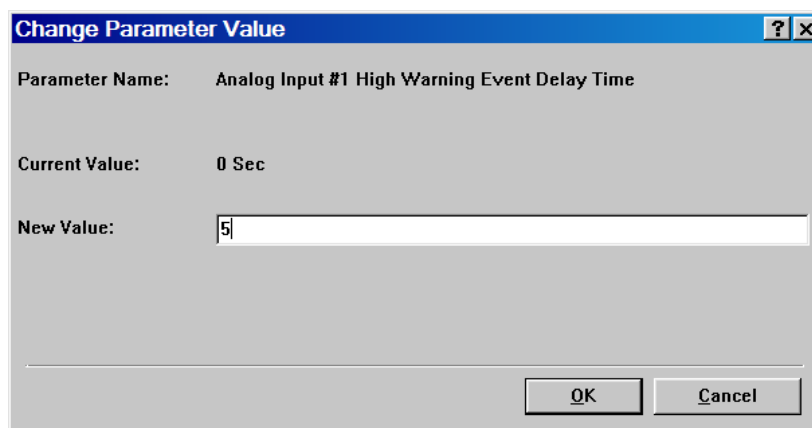 Change Parameter Value ? x
Parameter Name: Analog Input #1 High Warning Event Delay Time
Current Value: 0 Sec
New Value: 5
OK Cancel